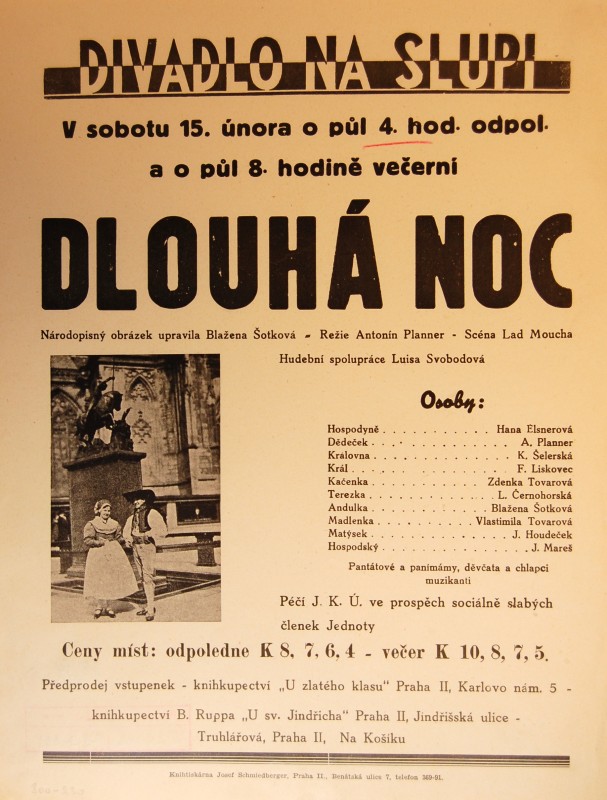 DIVADLO NA SLUPI
V sobotu 15. února o půl 4. hod. odpol.
a o půl 8. hodině večerní
DLOUHÁ NOC
Národopisný obrázek upravila Blažena Šotková - Režie Antonín Planner - Scéna Lad Moucha
Hudební spolupráce Luisa Svobodová
Osoby:
Hospodyně . . . . . . . . . . Hana Elsnerová
Dědeček . . . . . . . . . . . . A. Planner
Královna . . . . . . . . . . . K. Šelerská
Král . . . . . . . . . . . . . F. Liskovec
Kačenka . . . . . . . . . Zdenka Tovarová
Terezka . . . . . . . . . . L. Černohorská
Andulka . . . . . . . . . Blažena Šotková
Madlenka . . . . . . . . Vlastimila Tovarová
Matýsek . . . . . . . . . . . J. Houdeček
Hospodský . . . . . . . . . . . . J. Mareš
Pantátové a panímámy, děvčata a chlapci
muzikanti
Péčí J. K. Ú. ve prospěch sociálně slabých
členek Jednoty
Ceny míst: odpoledne K 8, 7, 6, 4 - večer K 10, 8, 7, 5.
Předprodej vstupenek - knihkupectví „U zlatého klasu" Praha II, Karlovo nám. 5 -
knihkupectví B. Ruppa „U sv. Jindřicha" Praha II, Jindřišská ulice -
Truhlářová, Praha II, Na Košíku
Knihtiskárna Josef Schmiedberger, Praha II., Benátská ulice 7, telefon 369-91.